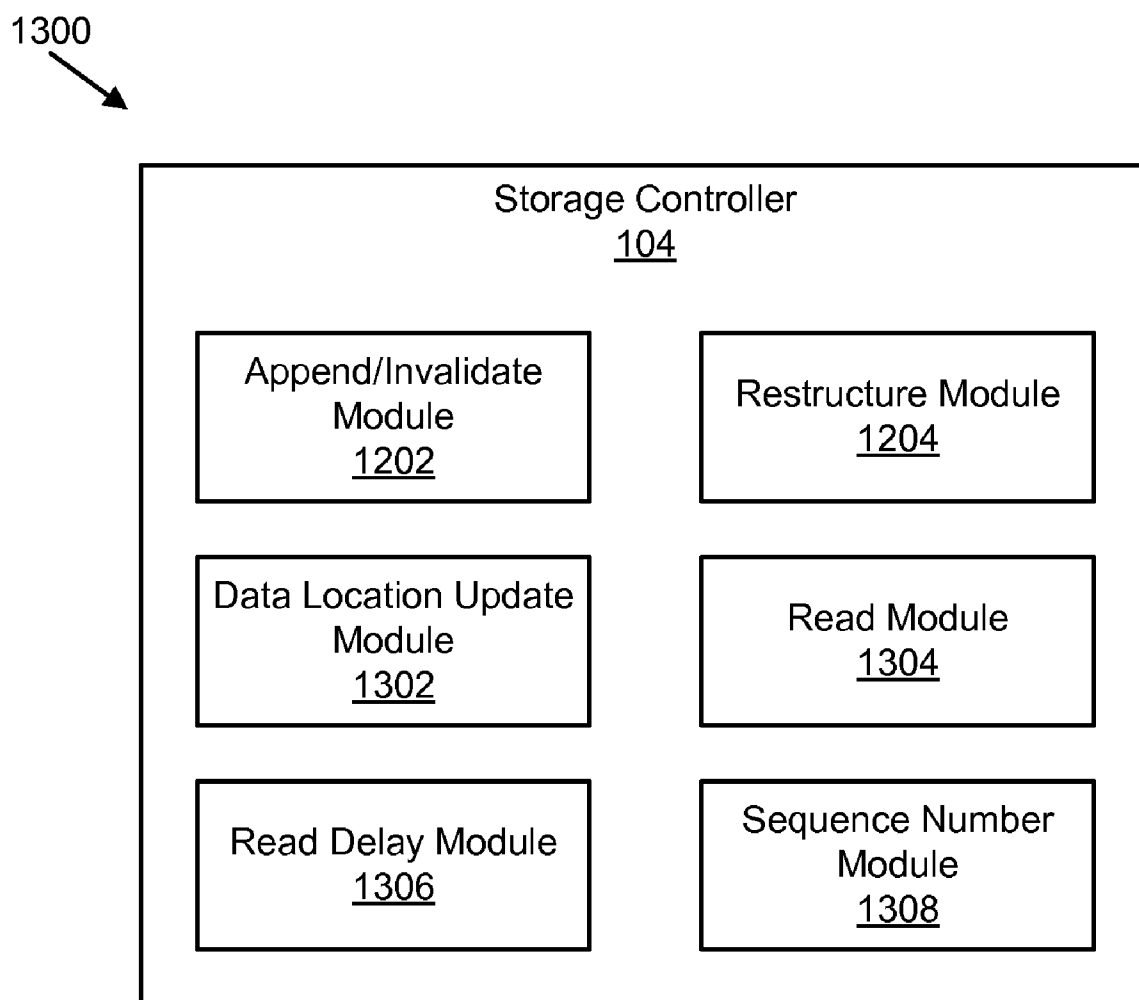 1300
Storage Controller
104
Append/Invalidate
Module
1202
Restructure Module
1204
Data Location Update
Module
1302
Read Module
1304
Read Delay Module
1306
Sequence Number
Module
1308